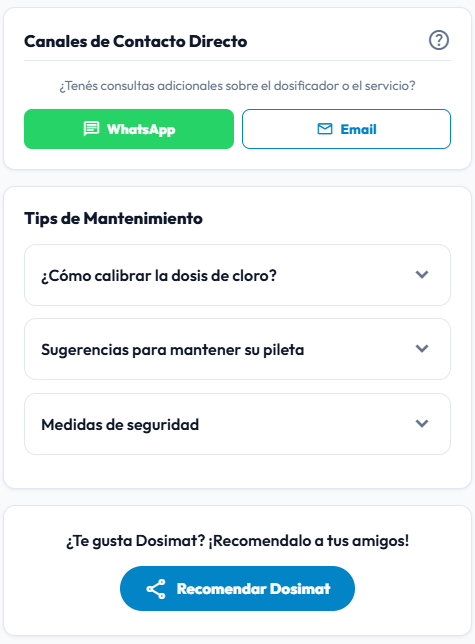 Canales de Contacto Directo
¿Tenés consultas adicionales sobre el dosificador o el servicio?
WhatsApp
Email
Tips de Mantenimiento
¿Cómo calibrar la dosis de cloro?
Sugerencias para mantener su pileta
Medidas de seguridad
¿Te gusta Dosimat? ¡Recomendalo a tus amigos!
Recomendar Dosimat